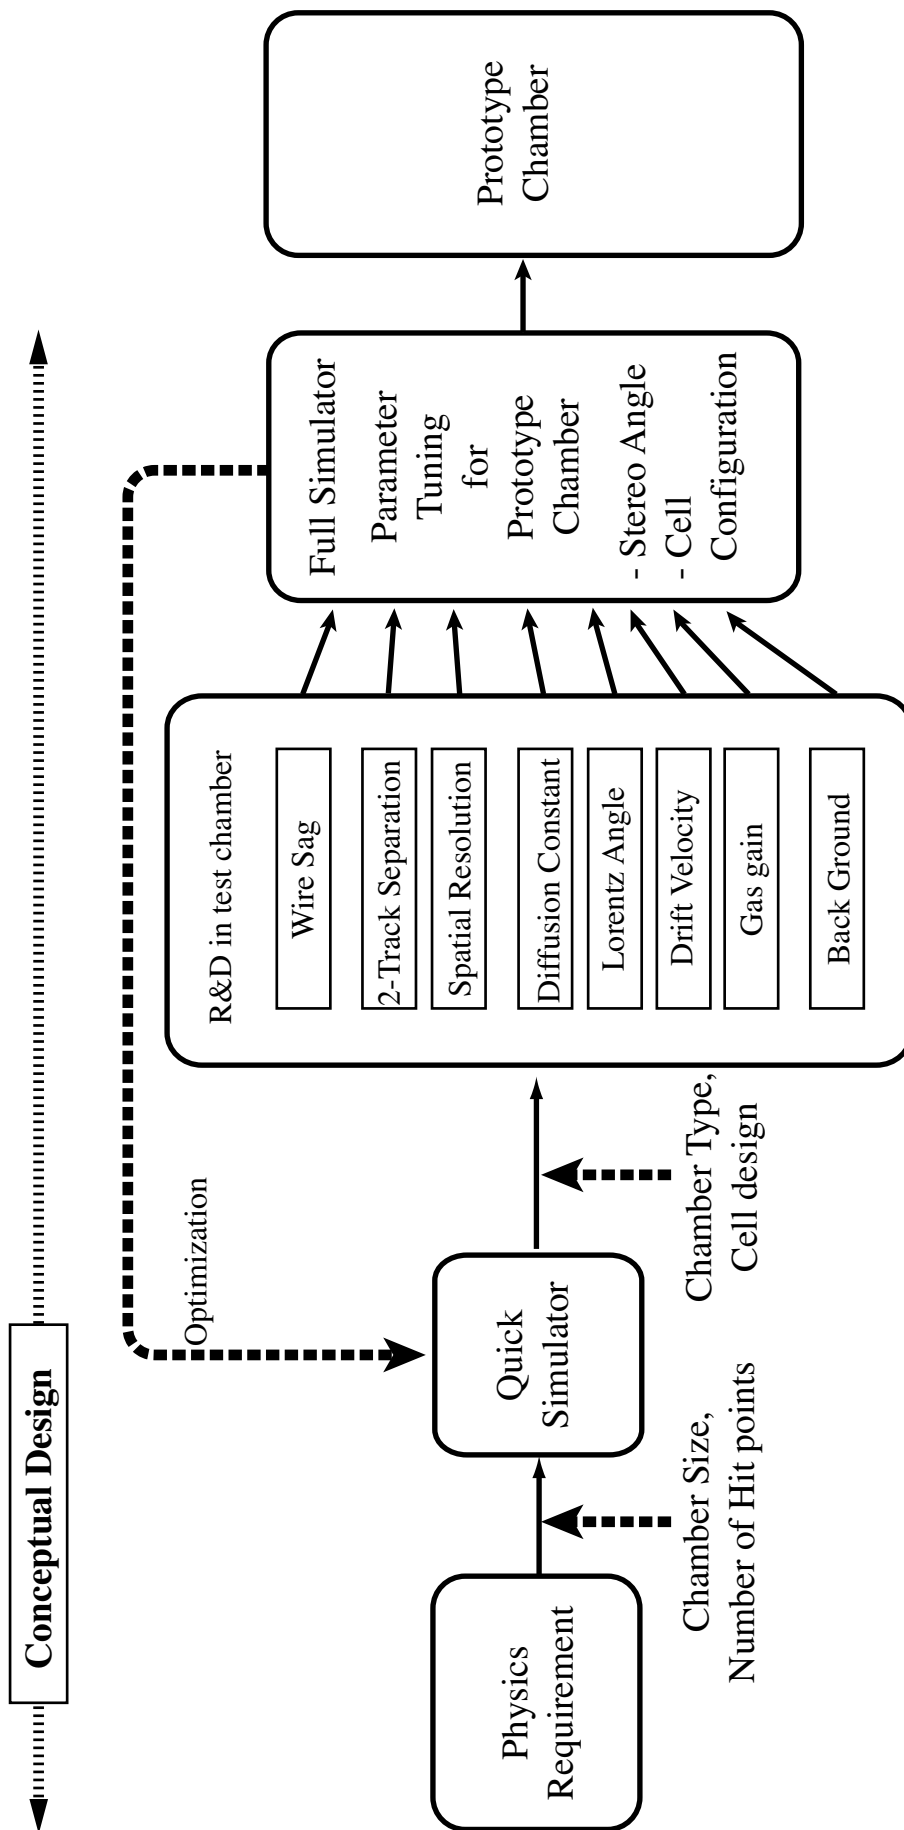 Conceptual Design
Physics
Requirement
Chamber Size,
Number of Hit points
Quick
Simulator
Optimization
Chamber Type,
Cell design
R&D in test chamber
Wire Sag
2-Track Separation
Spatial Resolution
Diffusion Constant
Lorentz Angle
Drift Velocity
Gas gain
Back Ground
Full Simulator
Parameter
Tuning
for
Prototype
Chamber
- Stereo Angle
- Cell
Configuration
Prototype
Chamber